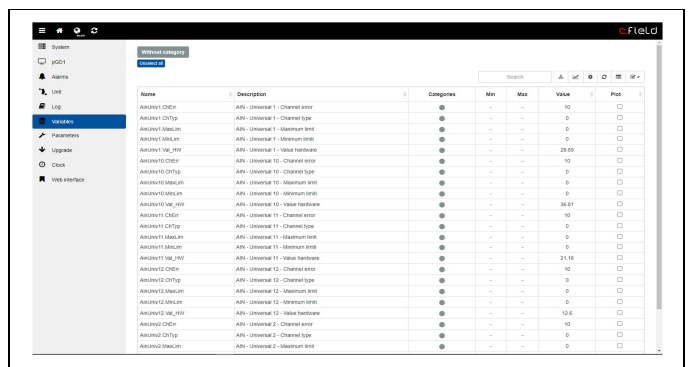 c.field
System
pGD1
Alarms
Unit
Log
Variables
Parameters
Upgrade
Clock
Web interface
Without category
Unselect all
Search
Name Description Categories Min Max Value Plot
AinUniv1.ChErr AIN - Universal 1 - Channel error - - 10
AinUniv1.ChTyp AIN - Universal 1 - Channel type - - 0
AinUniv1.MaxLim AIN - Universal 1 - Maximum limit - - 0
AinUniv1.MinLim AIN - Universal 1 - Minimum limiti - - 0
AinUniv1.Val_HW AIN - Universal 1 - Value hardware - - 28.69
AinUniv10.ChErr AIN - Universal 10 - Channel error - - 10
AinUniv10.ChTyp AIN - Universal 10 - Channel type - - 0
AinUniv10.MaxLim AIN - Universal 10 - Maximum limit - - 0
AinUniv10.MinLim AIN - Universal 10 - Minimum limiti - - 0
AinUniv10.Val_HW AIN - Universal 10 - Value hardware - - 36.81
AinUniv11.ChErr AIN - Universal 11 - Channel error - - 10
AinUniv11.ChTyp AIN - Universal 11 - Channel type - - 0
AinUniv11.MaxLim AIN - Universal 11 - Maximum limit - - 0
AinUniv11.MinLim AIN - Universal 11 - Minimum limiti - - 0
AinUniv11.Val_HW AIN - Universal 11 - Value hardware - - 21.16
AinUniv12.ChErr AIN - Universal 12 - Channel error - - 10
AinUniv12.ChTyp AIN - Universal 12 - Channel type - - 0
AinUniv12.MaxLim AIN - Universal 12 - Maximum limit - - 0
AinUniv12.MinLim AIN - Universal 12 - Minimum limiti - - 0
AinUniv12.Val_HW AIN - Universal 12 - Value hardware - - 12.6
AinUniv2.ChErr AIN - Universal 2 - Channel error - - 10
AinUniv2.ChTyp AIN - Universal 2 - Channel type - - 0
AinUniv2.MaxLim AIN - Universal 2 - Maximum limit - - 0